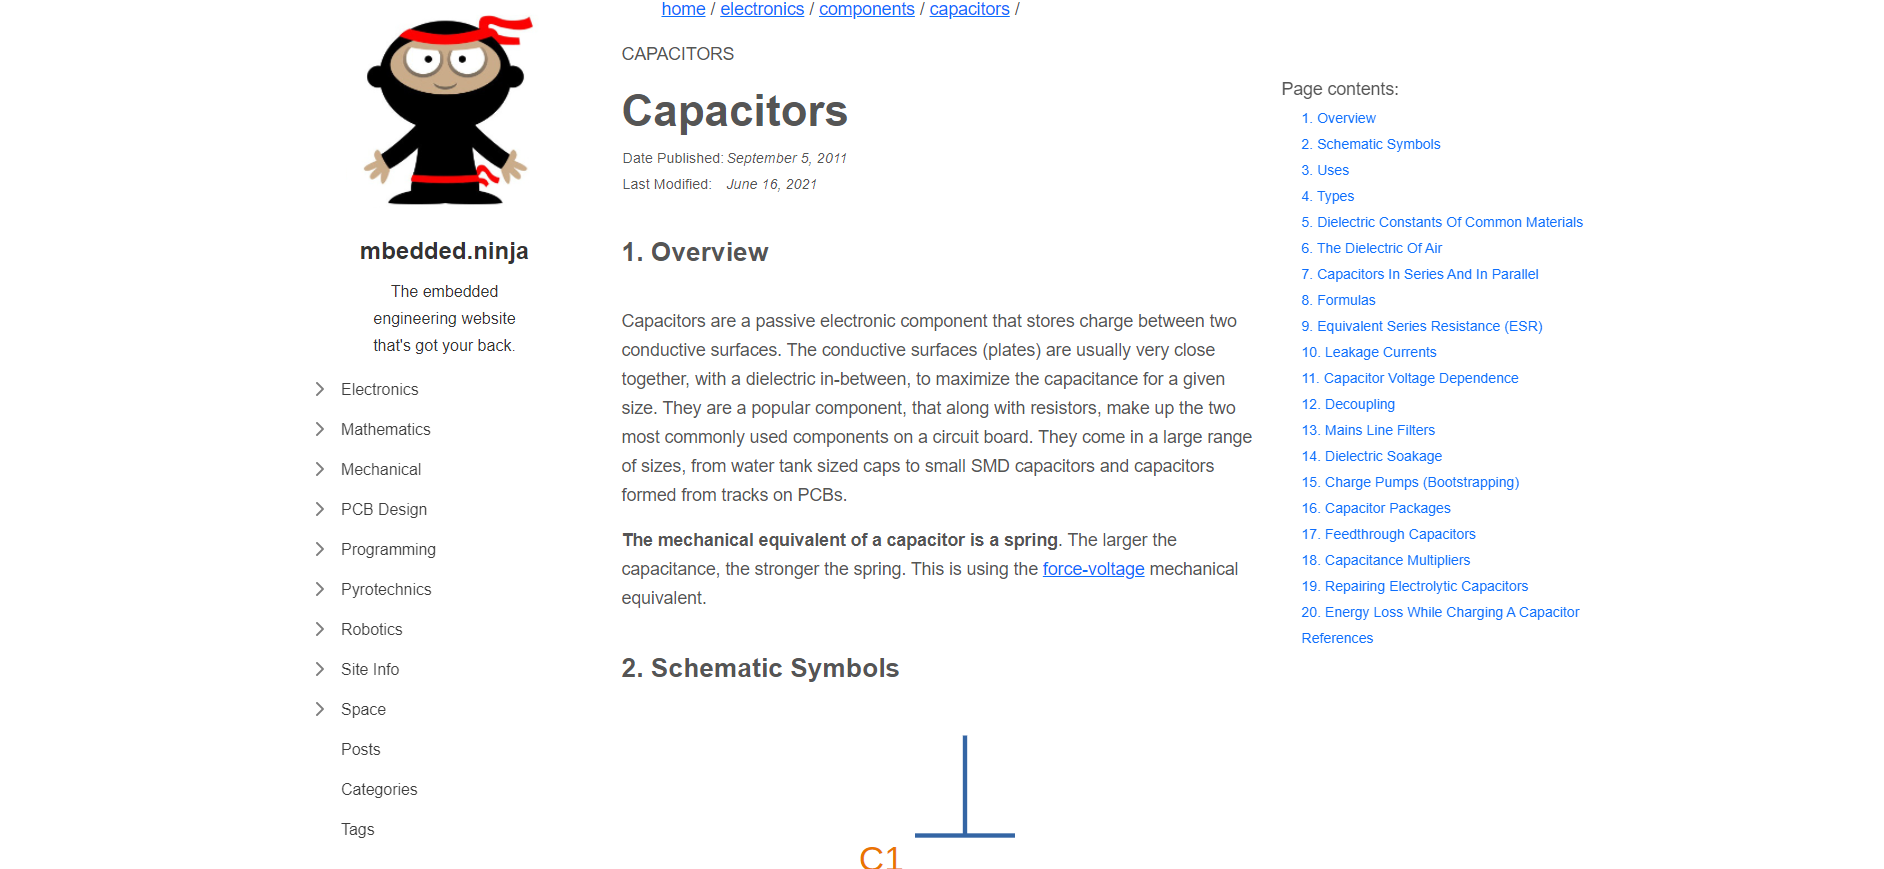 home / electronics / components / capacitors /
CAPACITORS
Capacitors
Date Published: September 5, 2011
Last Modified: June 16, 2021
1. Overview
Capacitors are a passive electronic component that stores charge between two
conductive surfaces. The conductive surfaces (plates) are usually very close
together, with a dielectric in-between, to maximize the capacitance for a given
size. They are a popular component, that along with resistors, make up the two
most commonly used components on a circuit board. They come in a large range
of sizes, from water tank sized caps to small SMD capacitors and capacitors
formed from tracks on PCBs.
The mechanical equivalent of a capacitor is a spring. The larger the
capacitance, the stronger the spring. This is using the force-voltage mechanical
equivalent.
2. Schematic Symbols
C1
mbedded.ninja
The embedded
engineering website
that's got your back.
Electronics
Mathematics
Mechanical
PCB Design
Programming
Pyrotechnics
Robotics
Site Info
Space
Posts
Categories
Tags
Page contents:
1. Overview
2. Schematic Symbols
3. Uses
4. Types
5. Dielectric Constants Of Common Materials
6. The Dielectric Of Air
7. Capacitors In Series And In Parallel
8. Formulas
9. Equivalent Series Resistance (ESR)
10. Leakage Currents
11. Capacitor Voltage Dependence
12. Decoupling
13. Mains Line Filters
14. Dielectric Soakage
15. Charge Pumps (Bootstrapping)
16. Capacitor Packages
17. Feedthrough Capacitors
18. Capacitance Multipliers
19. Repairing Electrolytic Capacitors
20. Energy Loss While Charging A Capacitor
References